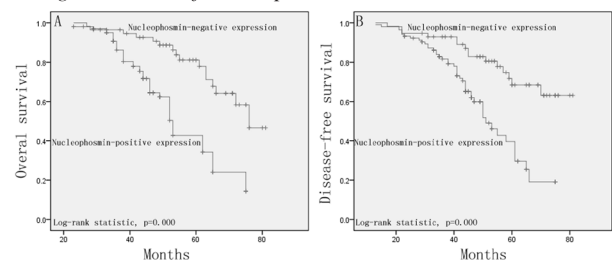 A
Nucleophosmin-negative expression
Nucleophosmin-positive expression
Log-rank statistic, p=0.000
Overal survival
1.0
0.8
0.6
0.4
0.2
0.0
20 40 60 80
Months
B
Nucleophosmin-negative expression
Nucleophosmin-positive expression
Log-rank statistic, p=0.000
Disease-free survival
1.0
0.8
0.6
0.4
0.2
0.0
20 40 60 80
Months